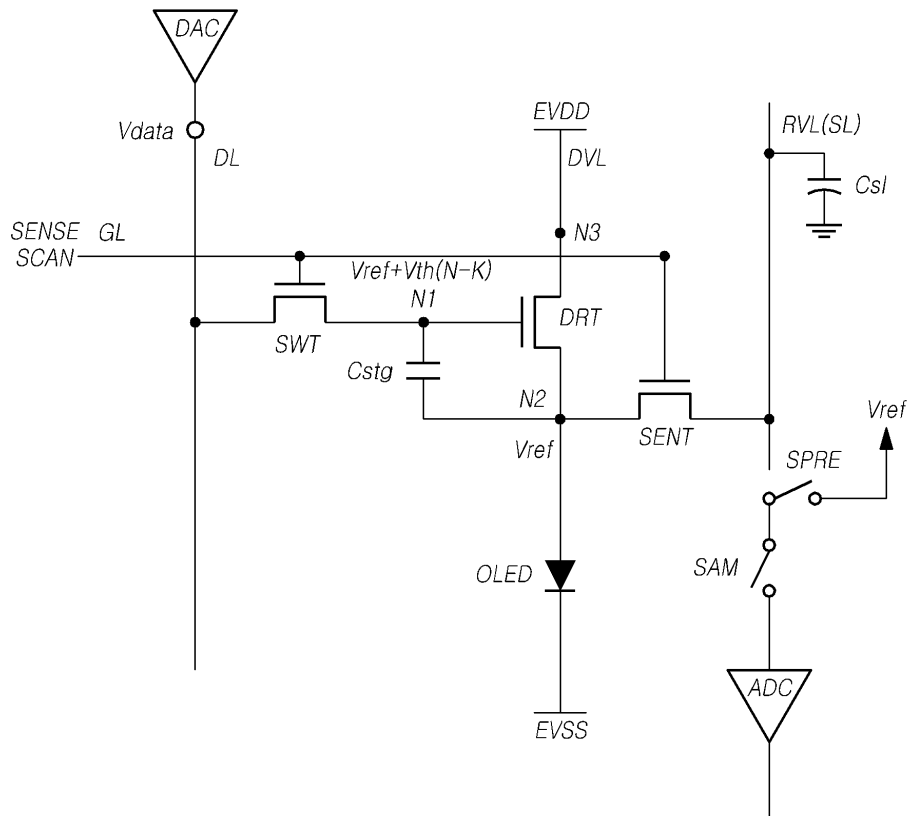 DAC
Vdata
DL
EVDD
DVL
RVL(SL)
Csl
SENSE
SCAN
GL
N3
Vref+Vth(N-K)
N1
SWT
DRT
Cstg
N2
Vref
SENT
Vref
SPRE
SAM
OLED
ADC
EVSS